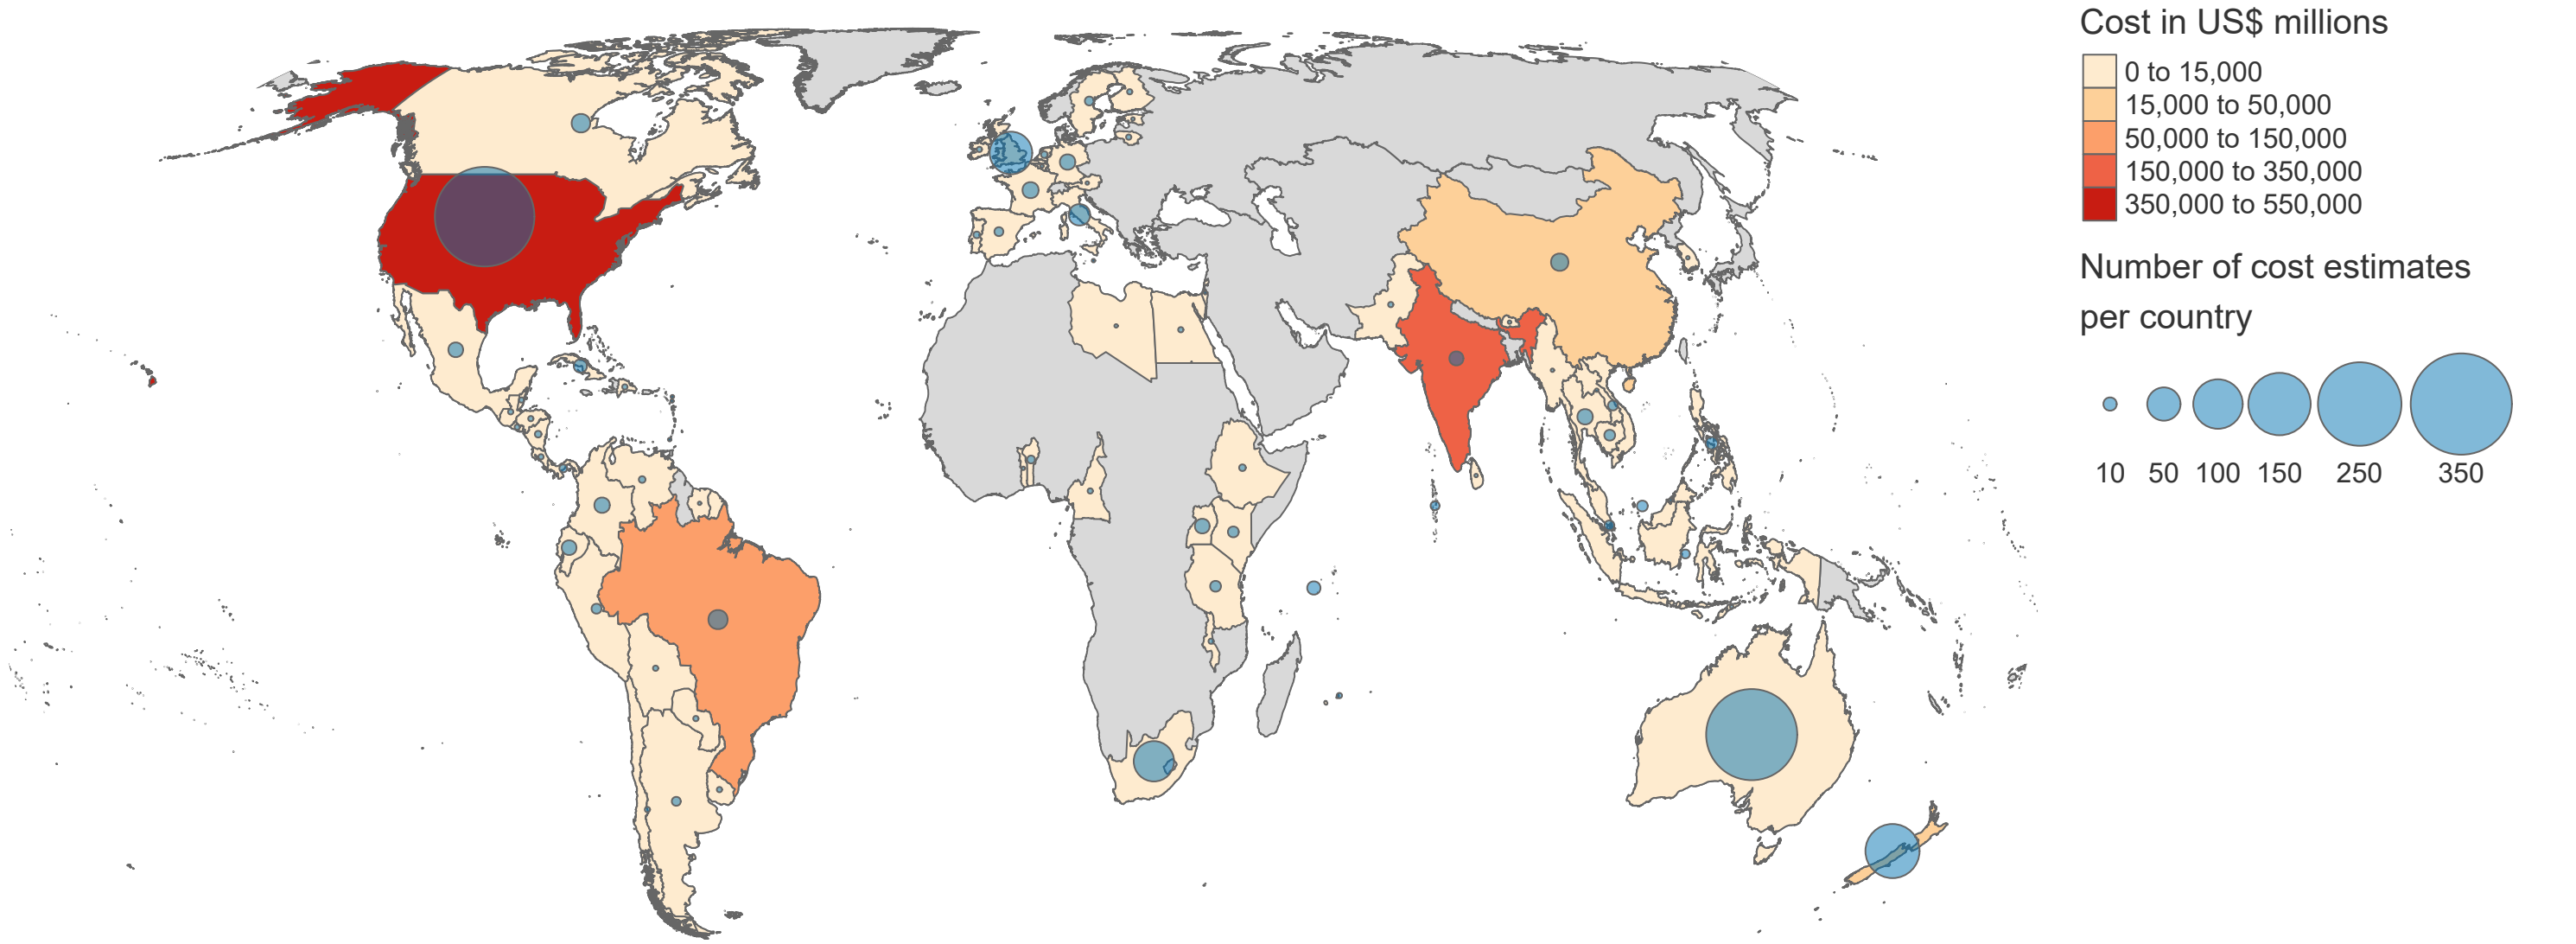 Cost in US$ millions
0 to 15,000
15,000 to 50,000
50,000 to 150,000
150,000 to 350,000
350,000 to 550,000
Number of cost estimates
per country
10 50 100 150 250 350